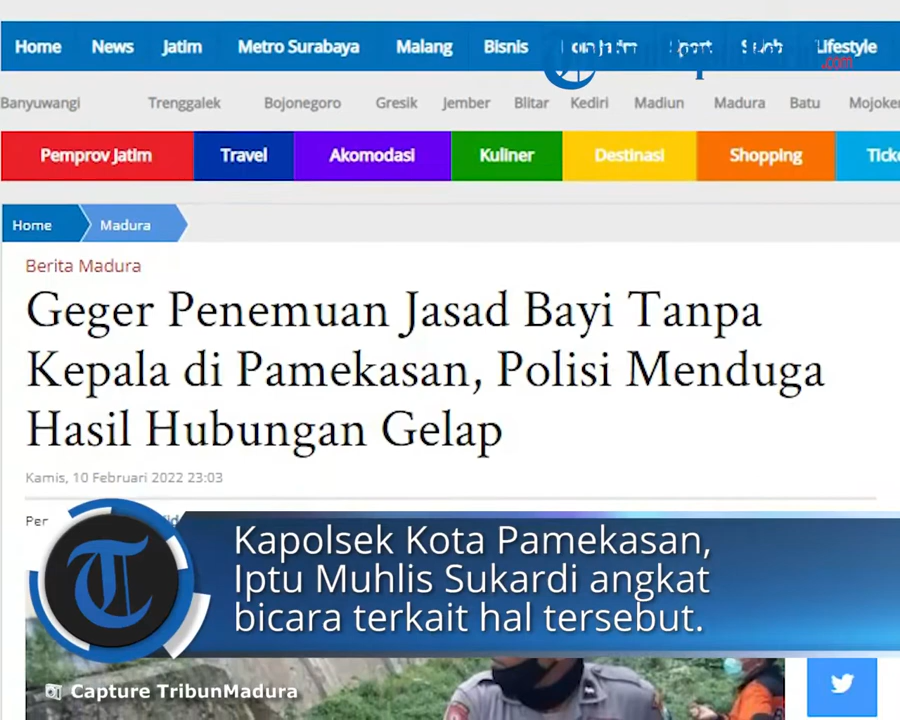 Home News Jatim Metro Surabaya Malang Bisnis Lifestyle
.com
Banyuwangi Trenggalek Bojonegoro Gresik Jember Blitar Kediri Madiun Madura Batu
Pemprov Jatim Travel Akomodasi Kuliner Destinasi Shopping
Home Madura
Berita Madura
Geger Penemuan Jasad Bayi Tanpa
Kepala di Pamekasan, Polisi Menduga
Hasil Hubungan Gelap
Kamis, 10 Februari 2022 23:03
Kapolsek Kota Pamekasan,
Iptu Muhlis Sukardi angkat
bicara terkait hal tersebut.
Capture TribunMadura